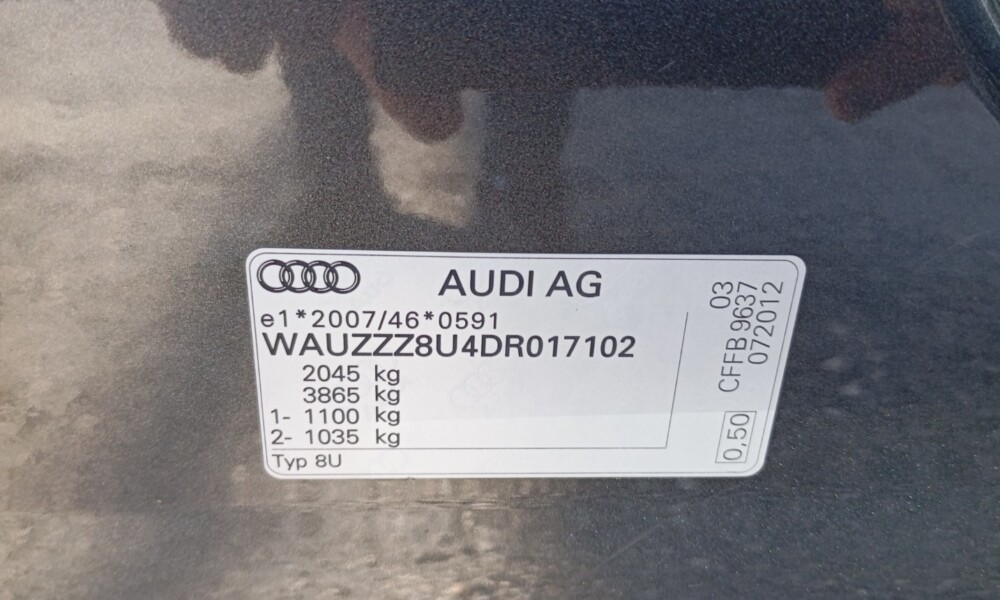 AUDI AG
e1*2007/46*0591
WAUZZZ8U4DR017102
2045 kg
3865 kg
1- 1100 kg
2- 1035 kg
Typ 8U
03
CFFB 9637
072012
0,50